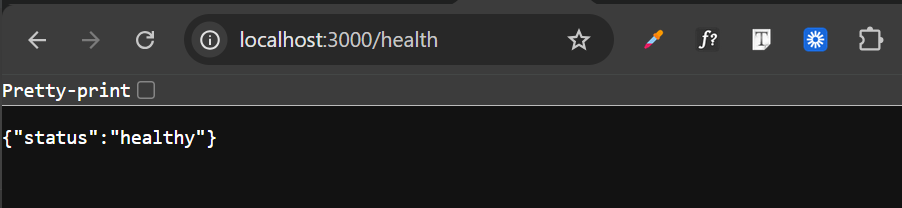 localhost:3000/health
f?
T
Pretty-print
{"status":"healthy"}